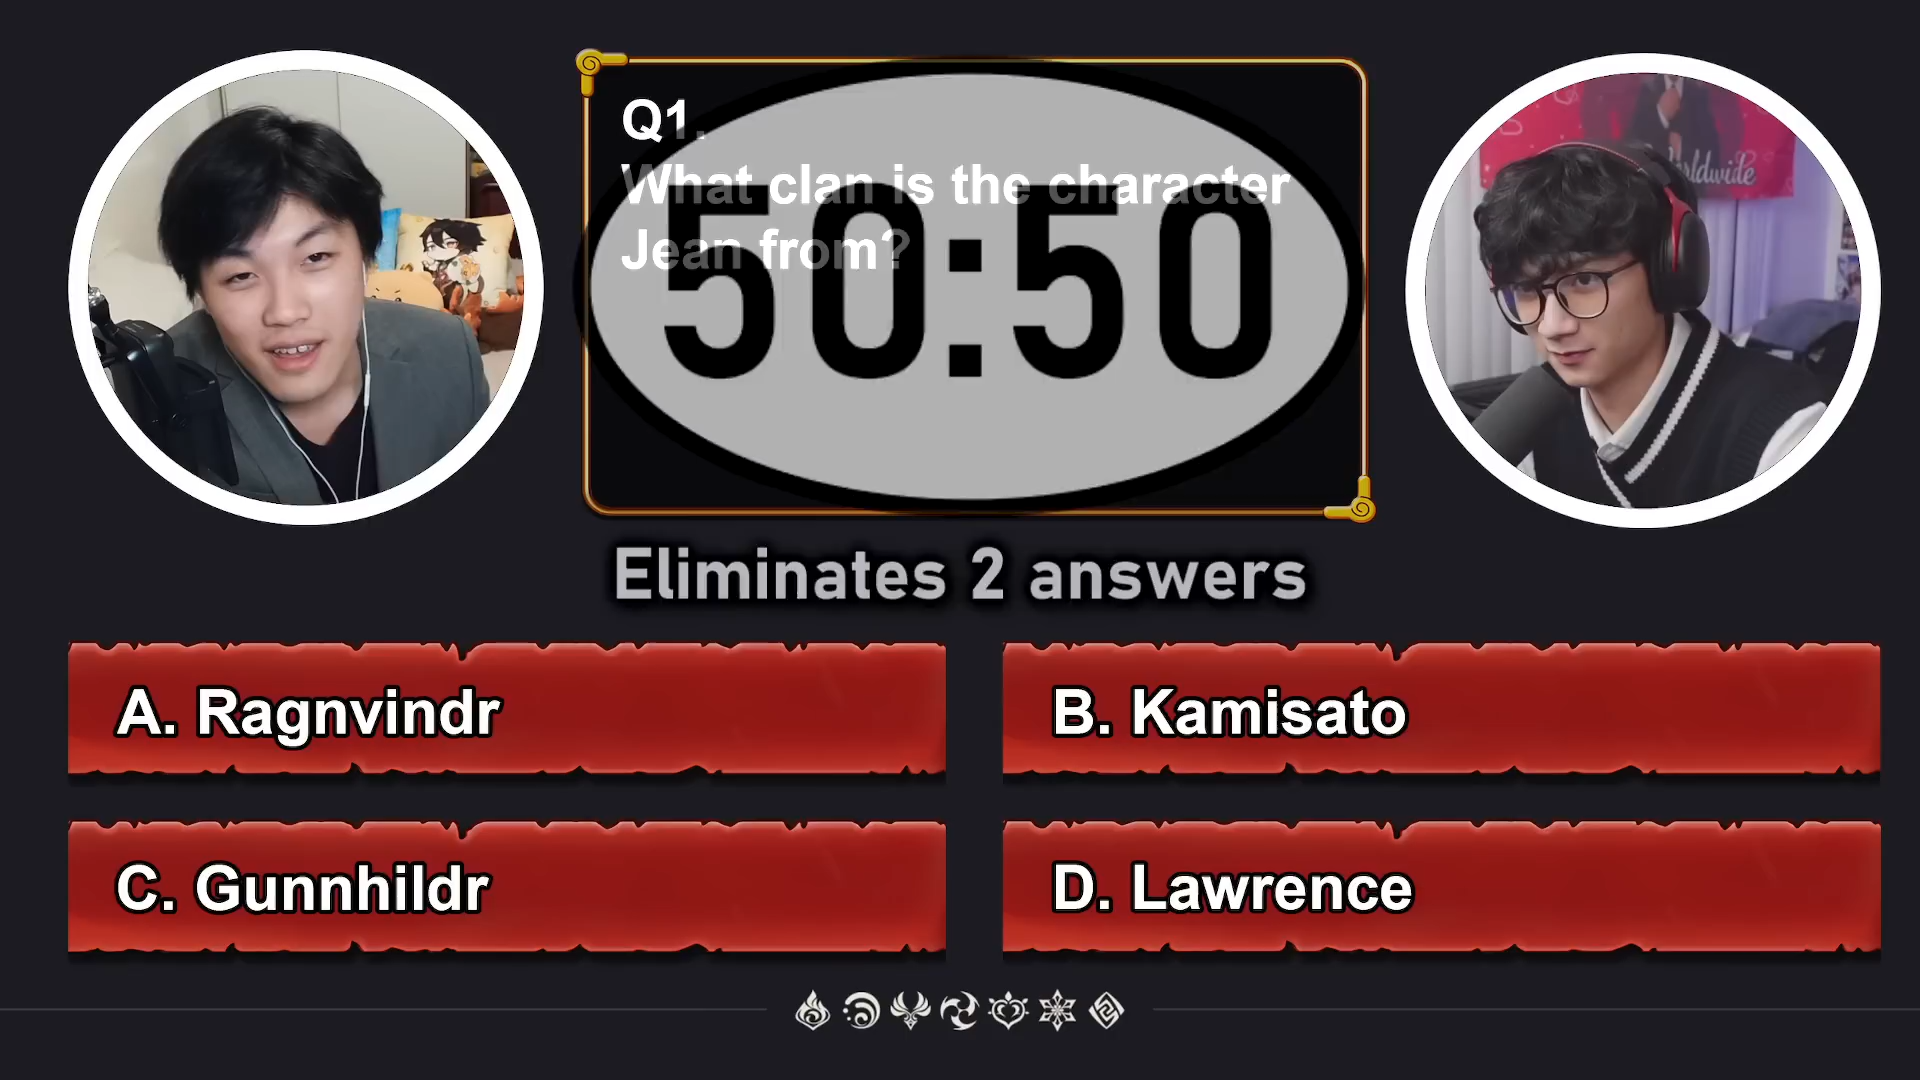 Q1.
What clan is the character
Jean from?
50:50
Eliminates 2 answers
A. Ragnvindr
B. Kamisato
C. Gunnhildr
D. Lawrence